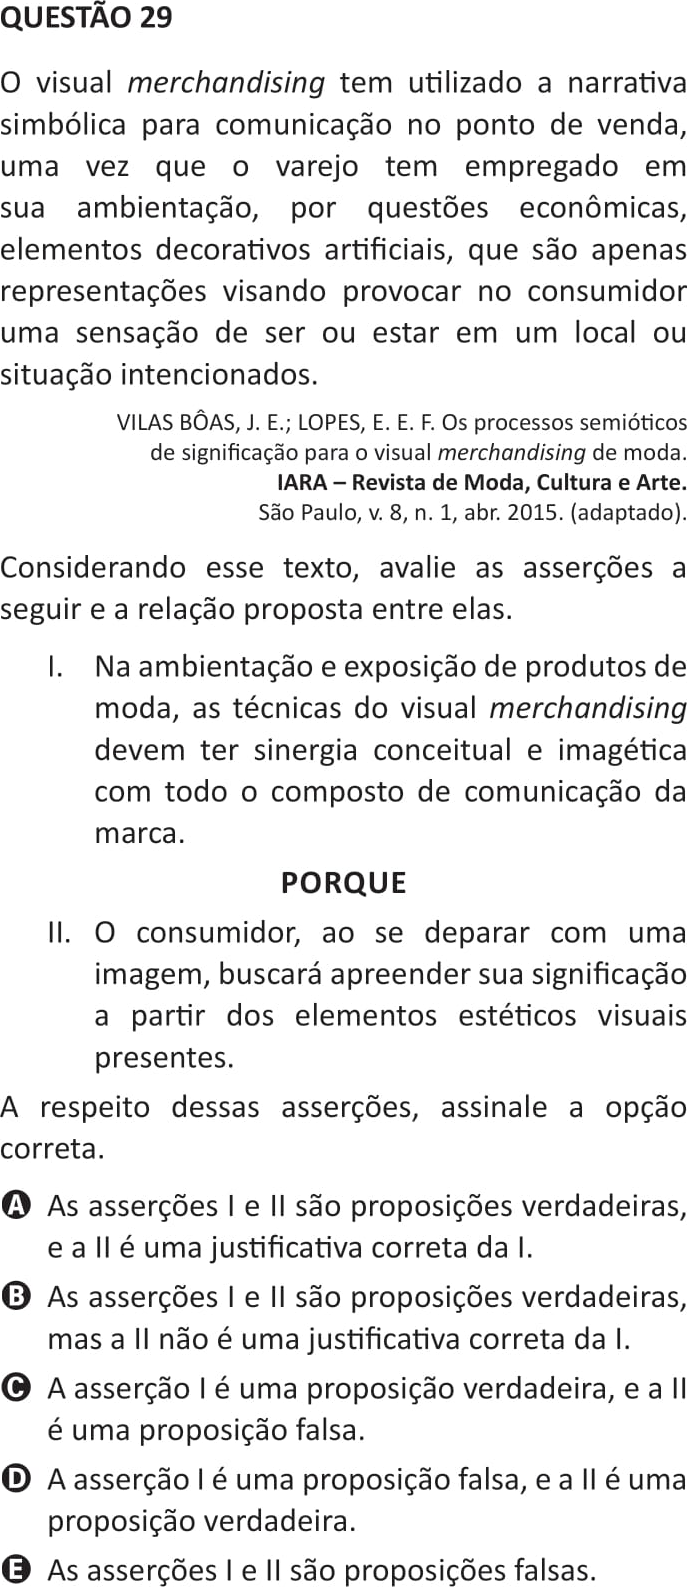 QUESTÃO 29
O visual merchandising tem utilizado a narrativa
simbólica para comunicação no ponto de venda,
uma vez que o varejo tem empregado em
sua ambientação, por questões econômicas,
elementos decorativos artificiais, que são apenas
representações visando provocar no consumidor
uma sensação de ser ou estar em um local ou
situação intencionados.
VILAS BÔAS, J. E.; LOPES, E. E. F. Os processos semióticos
de significação para o visual merchandising de moda.
IARA – Revista de Moda, Cultura e Arte.
São Paulo, v. 8, n. 1, abr. 2015. (adaptado).
Considerando esse texto, avalie as asserções a
seguir e a relação proposta entre elas.
I. Na ambientação e exposição de produtos de
moda, as técnicas do visual merchandising
devem ter sinergia conceitual e imagética
com todo o composto de comunicação da
marca.
PORQUE
II. O consumidor, ao se deparar com uma
imagem, buscará apreender sua significação
a partir dos elementos estéticos visuais
presentes.
A respeito dessas asserções, assinale a opção
correta.
A As asserções I e II são proposições verdadeiras,
e a II é uma justificativa correta da I.
B As asserções I e II são proposições verdadeiras,
mas a II não é uma justificativa correta da I.
C A asserção I é uma proposição verdadeira, e a II
é uma proposição falsa.
D A asserção I é uma proposição falsa, e a II é uma
proposição verdadeira.
E As asserções I e II são proposições falsas.